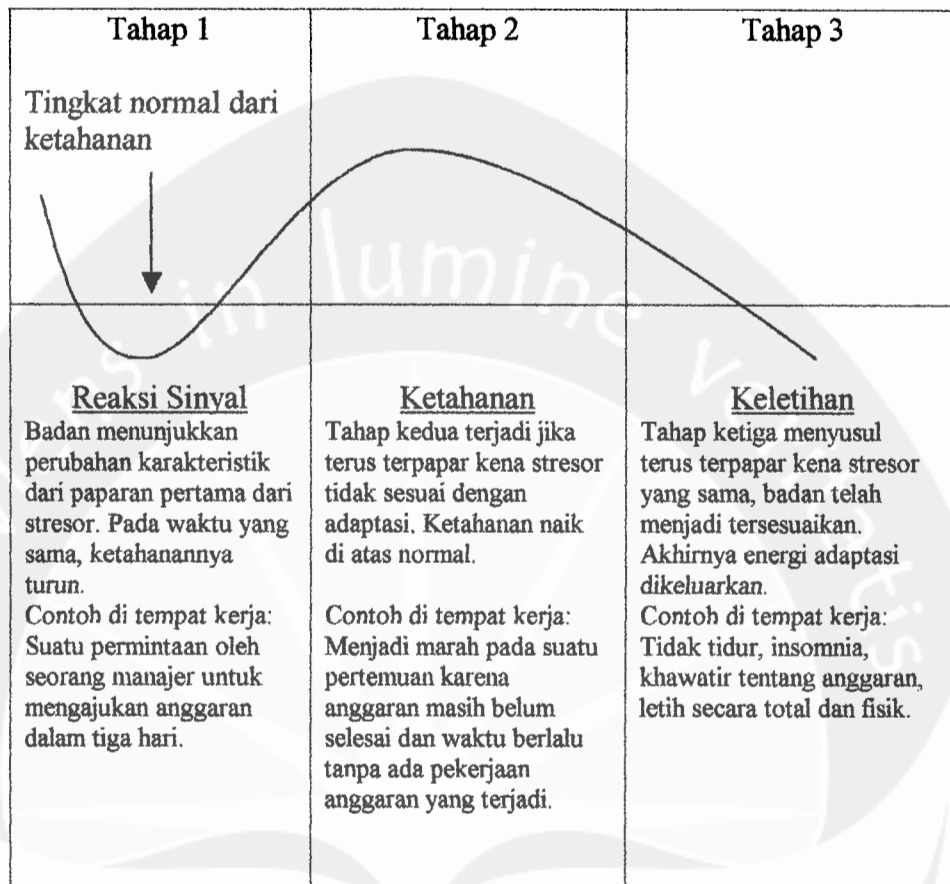 Tahap 1
Tahap 2
Tahap 3
Tingkat normal dari
ketahanan
Reaksi Sinyal
Badan menunjukkan
perubahan karakteristik
dari paparan pertama dari
stresor. Pada waktu yang
sama, ketahanannya
turun.
Contoh di tempat kerja:
Suatu permintaan oleh
seorang manajer untuk
mengajukan anggaran
dalam tiga hari.
Ketahanan
Tahap kedua terjadi jika
terus terpapar kena stresor
tidak sesuai dengan
adaptasi. Ketahanan naik
di atas normal.
Contoh di tempat kerja:
Menjadi marah pada suatu
pertemuan karena
anggaran masih belum
selesai dan waktu berlalu
tanpa ada pekerjaan
anggaran yang terjadi.
Keletihan
Tahap ketiga menyusul
terus terpapar kena stresor
yang sama, badan telah
menjadi tersesuaikan.
Akhirnya energi adaptasi
dikeluarkan.
Contoh di tempat kerja:
Tidak tidur, insomnia,
khawatir tentang anggaran,
letih secara total dan fisik.
in lumine veritatis